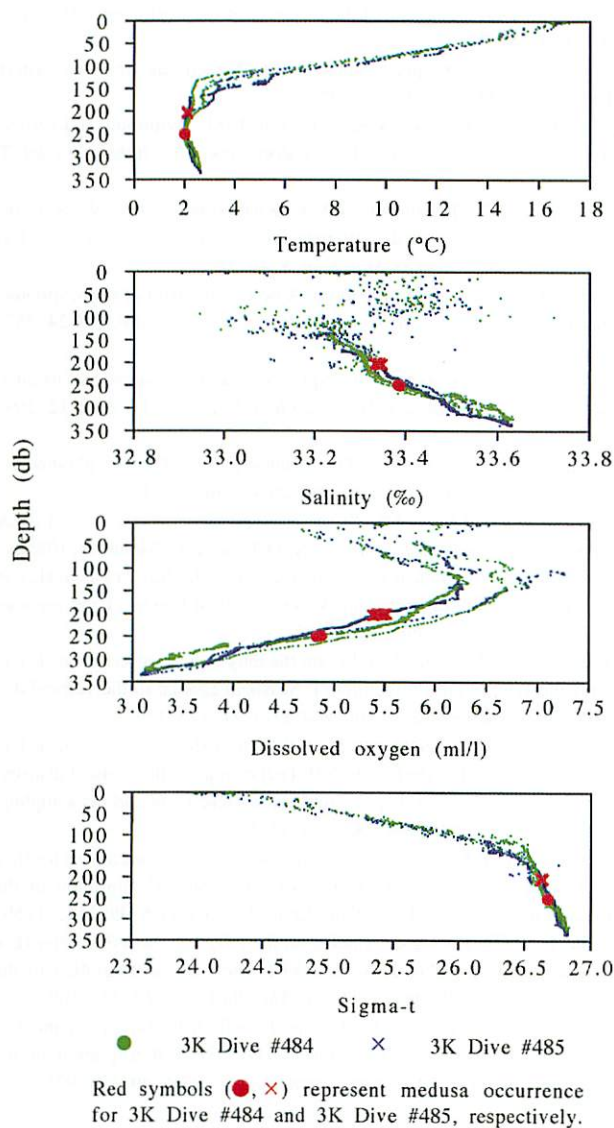 0
50
100
150
200
250
300
350
0 2 4 6 8 10 12 14 16 18
Temperature (°C)
0
50
100
150
200
250
300
350
32.8 33.0 33.2 33.4 33.6 33.8
Salinity (‰)
Depth (db)
0
50
100
150
200
250
300
350
3.0 3.5 4.0 4.5 5.0 5.5 6.0 6.5 7.0 7.5
Dissolved oxygen (ml/l)
0
50
100
150
200
250
300
350
23.5 24.0 24.5 25.0 25.5 26.0 26.5 27.0
Sigma-t
3K Dive #484 × 3K Dive #485
Red symbols (●, ×) represent medusa occurrence
for 3K Dive #484 and 3K Dive #485, respectively.